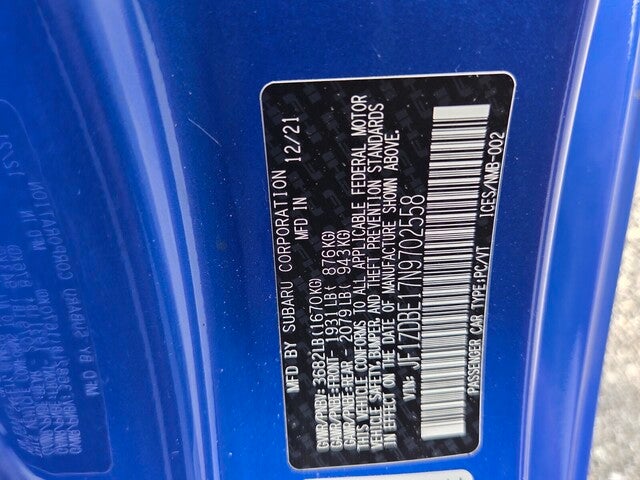 MFD BY SUBARU CORPORATION 12/21
MFD IN
GVWR/PNBV: 3682LB(1670KG)
GAWR/PNBE-FRONT- 1931LB( 876KG)
GAWR/PNBE-REAR- 2079LB( 943KG)
THIS VEHICLE CONFORMS TO ALL APPLICABLE FEDERAL MOTOR
VEHICLE SAFETY, BUMPER, AND THEFT PREVENTION STANDARDS
IN EFFECT ON THE DATE OF MANUFACTURE SHOWN ABOVE.
VIN: JF1ZDBE17N9702558
PASSENGER CAR TYPE:PC/VT ICES/NMB-002